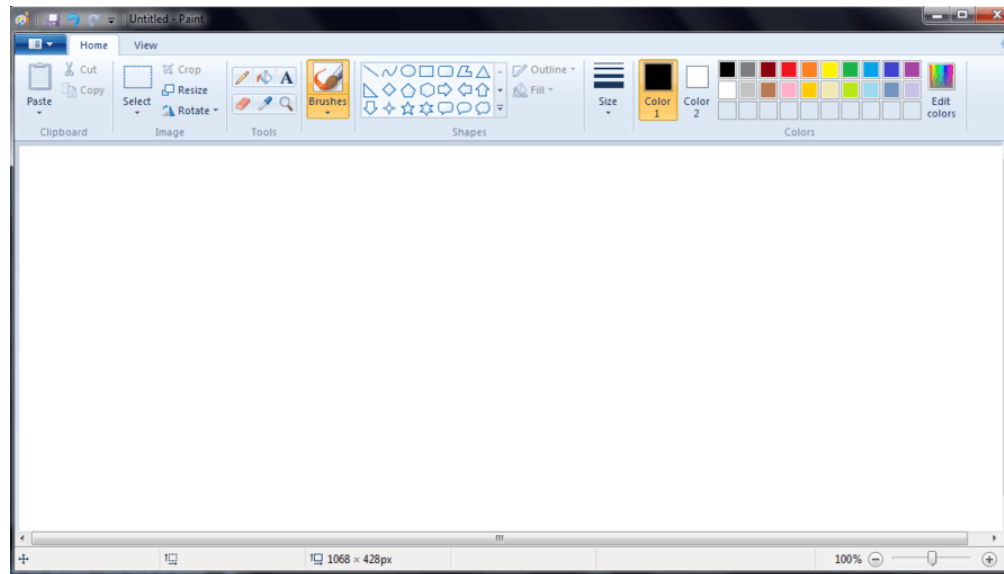 Untitled - Paint
Home View
Cut Crop Outline
Copy Resize Fill
Paste Select Rotate Brushes Size Color 1 Color 2 Edit colors
Clipboard Image Tools Shapes Colors
1068 × 428px 100%